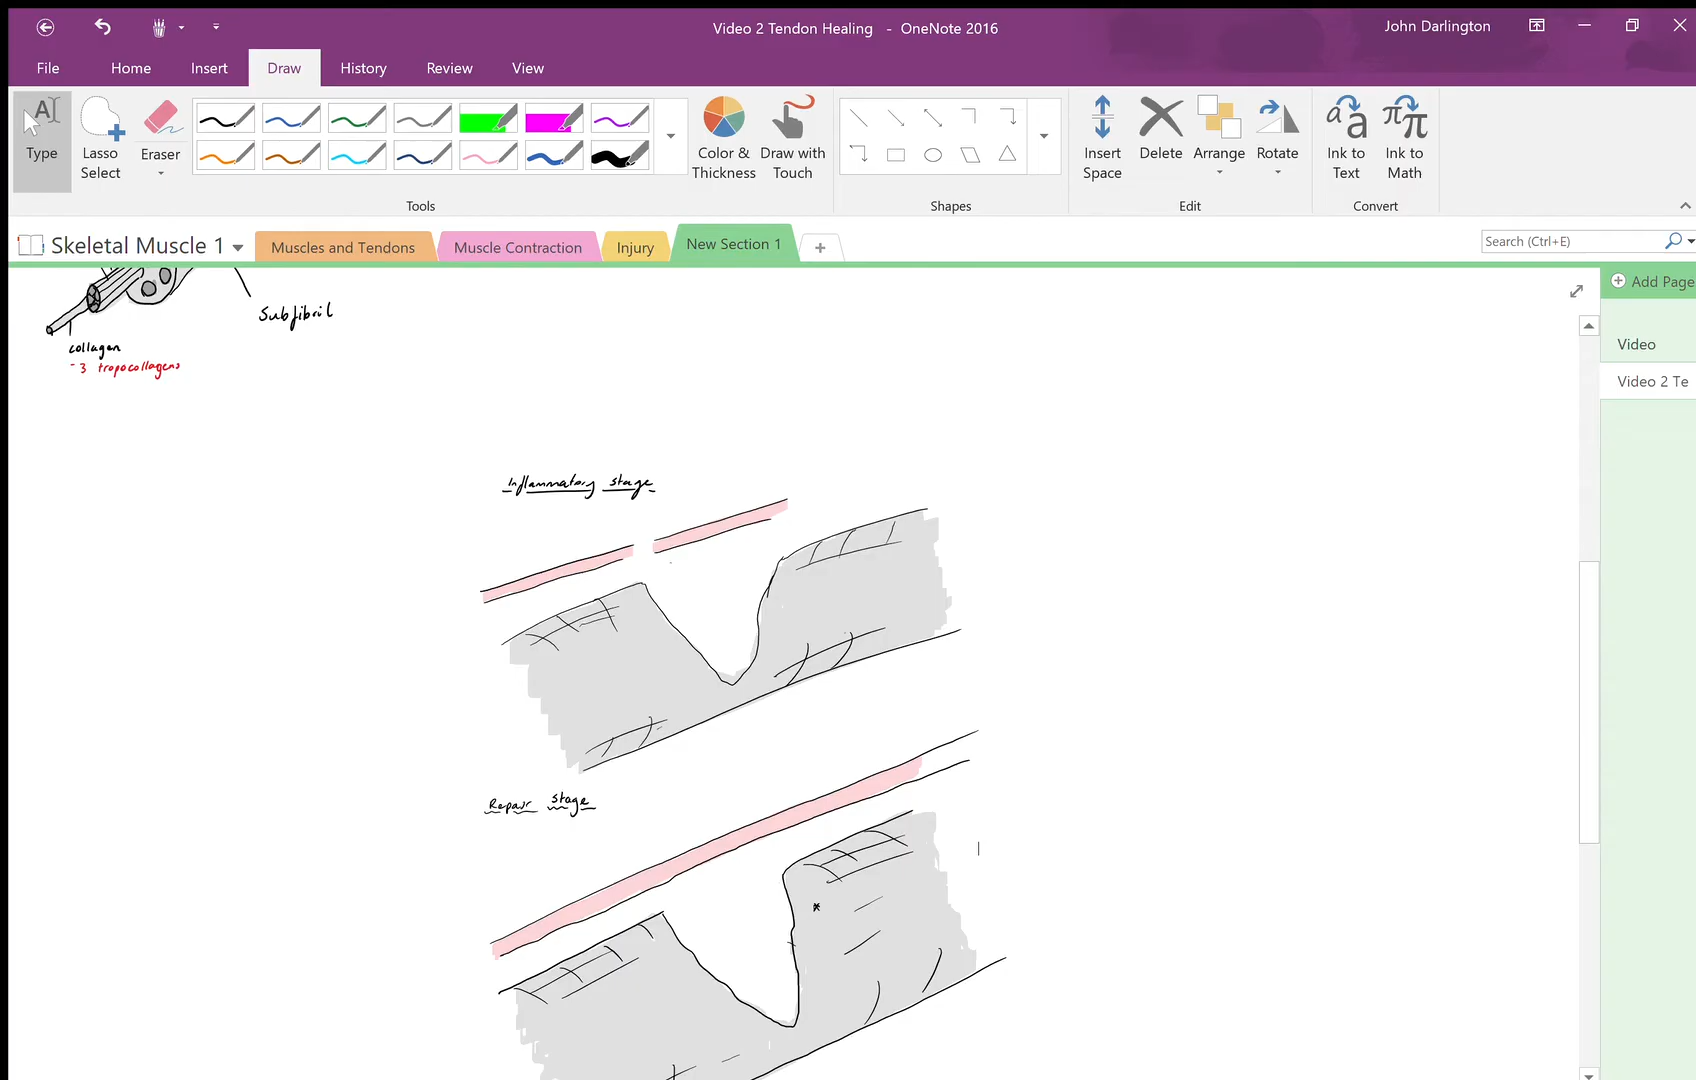 Video 2 Tendon Healing - OneNote 2016
John Darlington
File Home Insert Draw History Review View
Type
Lasso Select
Eraser
Color & Thickness
Draw with Touch
Insert Space
Delete
Arrange
Rotate
Ink to Text
Ink to Math
Tools
Shapes
Edit
Convert
Skeletal Muscle 1
Muscles and Tendons
Muscle Contraction
Injury
New Section 1
Search (Ctrl+E)
Add Page
Video
Video 2 Te
Subfibril
collagen
- 3 tropocollagens
Inflammatory stage
Repair stage